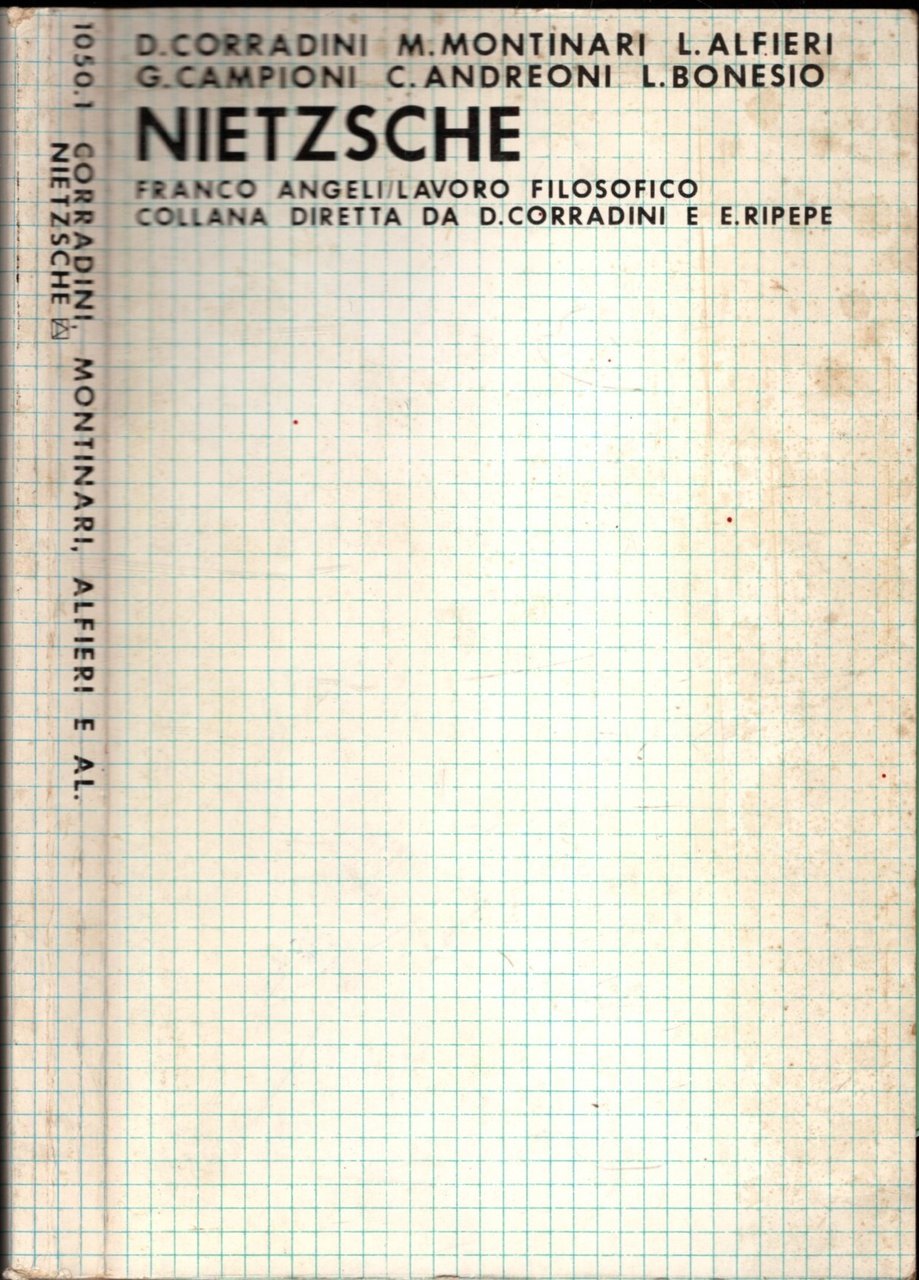 D.CORRADINI M.MONTINARI L.ALFIERI
G.CAMPIONI C.ANDREONI L.BONESIO
NIETZSCHE
FRANCO ANGELI/LAVORO FILOSOFICO
COLLANA DIRETTA DA D.CORRADINI E E.RIPEPE
1050.1 CORRADINI, MONTINARI, ALFIERI E AL.
NIETZSCHE